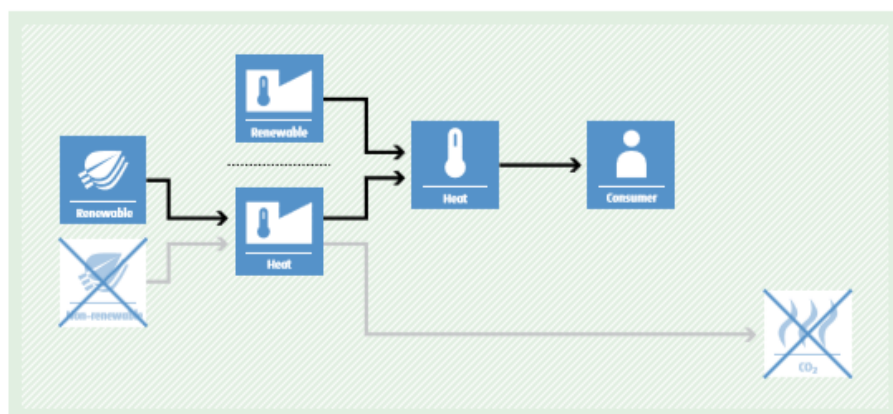 Renewable
Heat
Consumer
Renewable
Non-renewable
Heat
CO₂